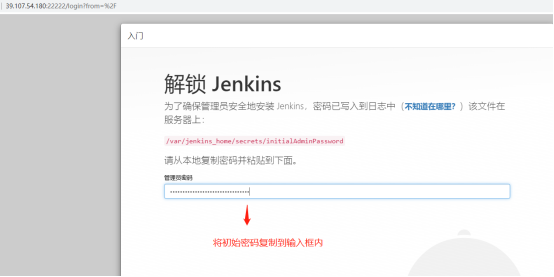 39.107.54.180:22222/login?from=%2F
入门
解锁 Jenkins
为了确保管理员安全地安装 Jenkins，密码已写入到日志中（不知道在哪里？）该文件在
服务器上：
/var/jenkins_home/secrets/initialAdminPassword
请从本地复制密码并粘贴到下面。
管理员密码
将初始密码复制到输入框内